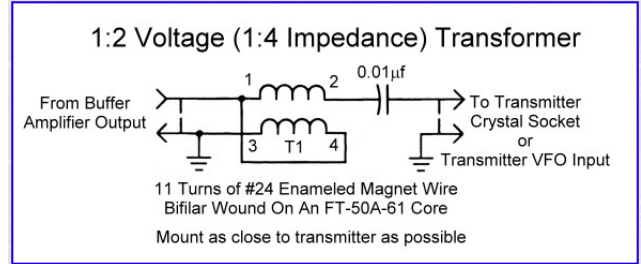 1:2 Voltage (1:4 Impedance) Transformer
1
2
0.01µf
From Buffer
Amplifier Output
To Transmitter
Crystal Socket
or
Transmitter VFO Input
3
T1
4
11 Turns of #24 Enameled Magnet Wire
Bifilar Wound On An FT-50A-61 Core
Mount as close to transmitter as possible